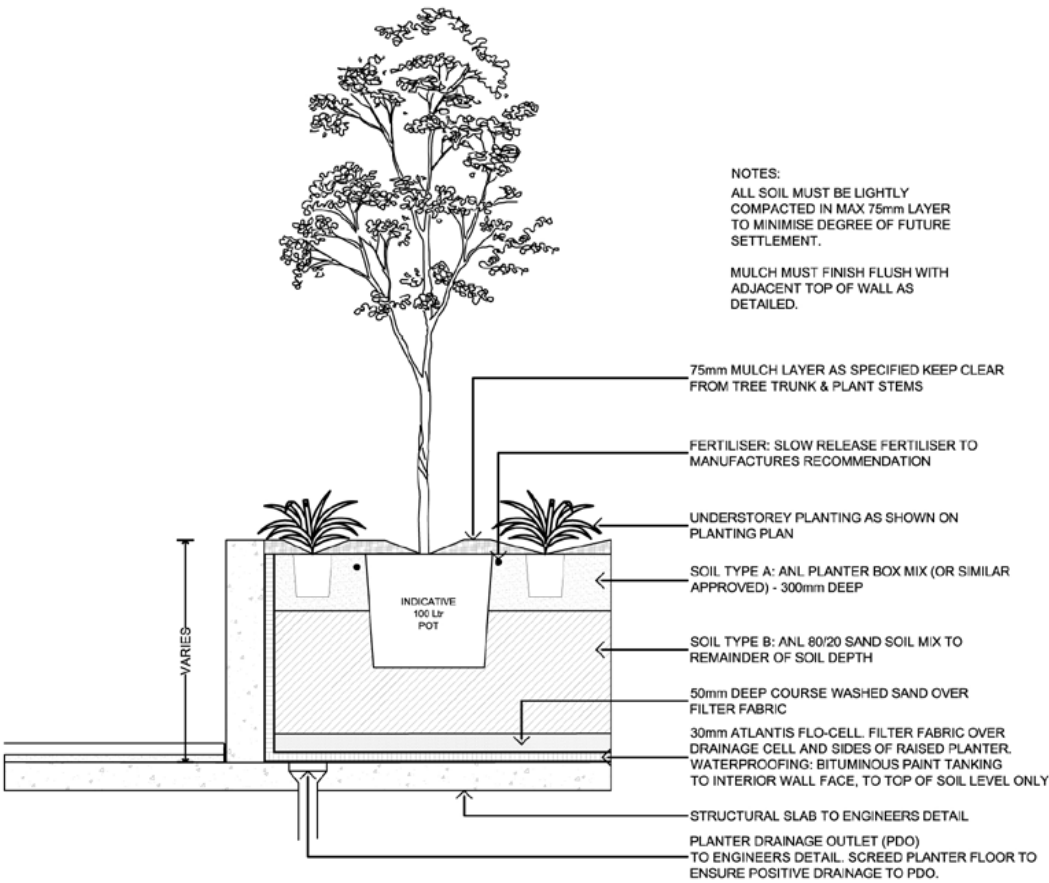 NOTES:
ALL SOIL MUST BE LIGHTLY
COMPACTED IN MAX 75mm LAYER
TO MINIMISE DEGREE OF FUTURE
SETTLEMENT.
MULCH MUST FINISH FLUSH WITH
ADJACENT TOP OF WALL AS
DETAILED.
75mm MULCH LAYER AS SPECIFIED KEEP CLEAR
FROM TREE TRUNK & PLANT STEMS
FERTILISER: SLOW RELEASE FERTILISER TO
MANUFACTURES RECOMMENDATION
UNDERSTOREY PLANTING AS SHOWN ON
PLANTING PLAN
SOIL TYPE A: ANL PLANTER BOX MIX (OR SIMILAR
APPROVED) - 300mm DEEP
INDICATIVE
100 Ltr
POT
SOIL TYPE B: ANL 80/20 SAND SOIL MIX TO
REMAINDER OF SOIL DEPTH
VARIES
50mm DEEP COURSE WASHED SAND OVER
FILTER FABRIC
30mm ATLANTIS FLO-CELL. FILTER FABRIC OVER
DRAINAGE CELL AND SIDES OF RAISED PLANTER.
WATERPROOFING: BITUMINOUS PAINT TANKING
TO INTERIOR WALL FACE, TO TOP OF SOIL LEVEL ONLY
STRUCTURAL SLAB TO ENGINEERS DETAIL
PLANTER DRAINAGE OUTLET (PDO)
TO ENGINEERS DETAIL. SCREED PLANTER FLOOR TO
ENSURE POSITIVE DRAINAGE TO PDO.